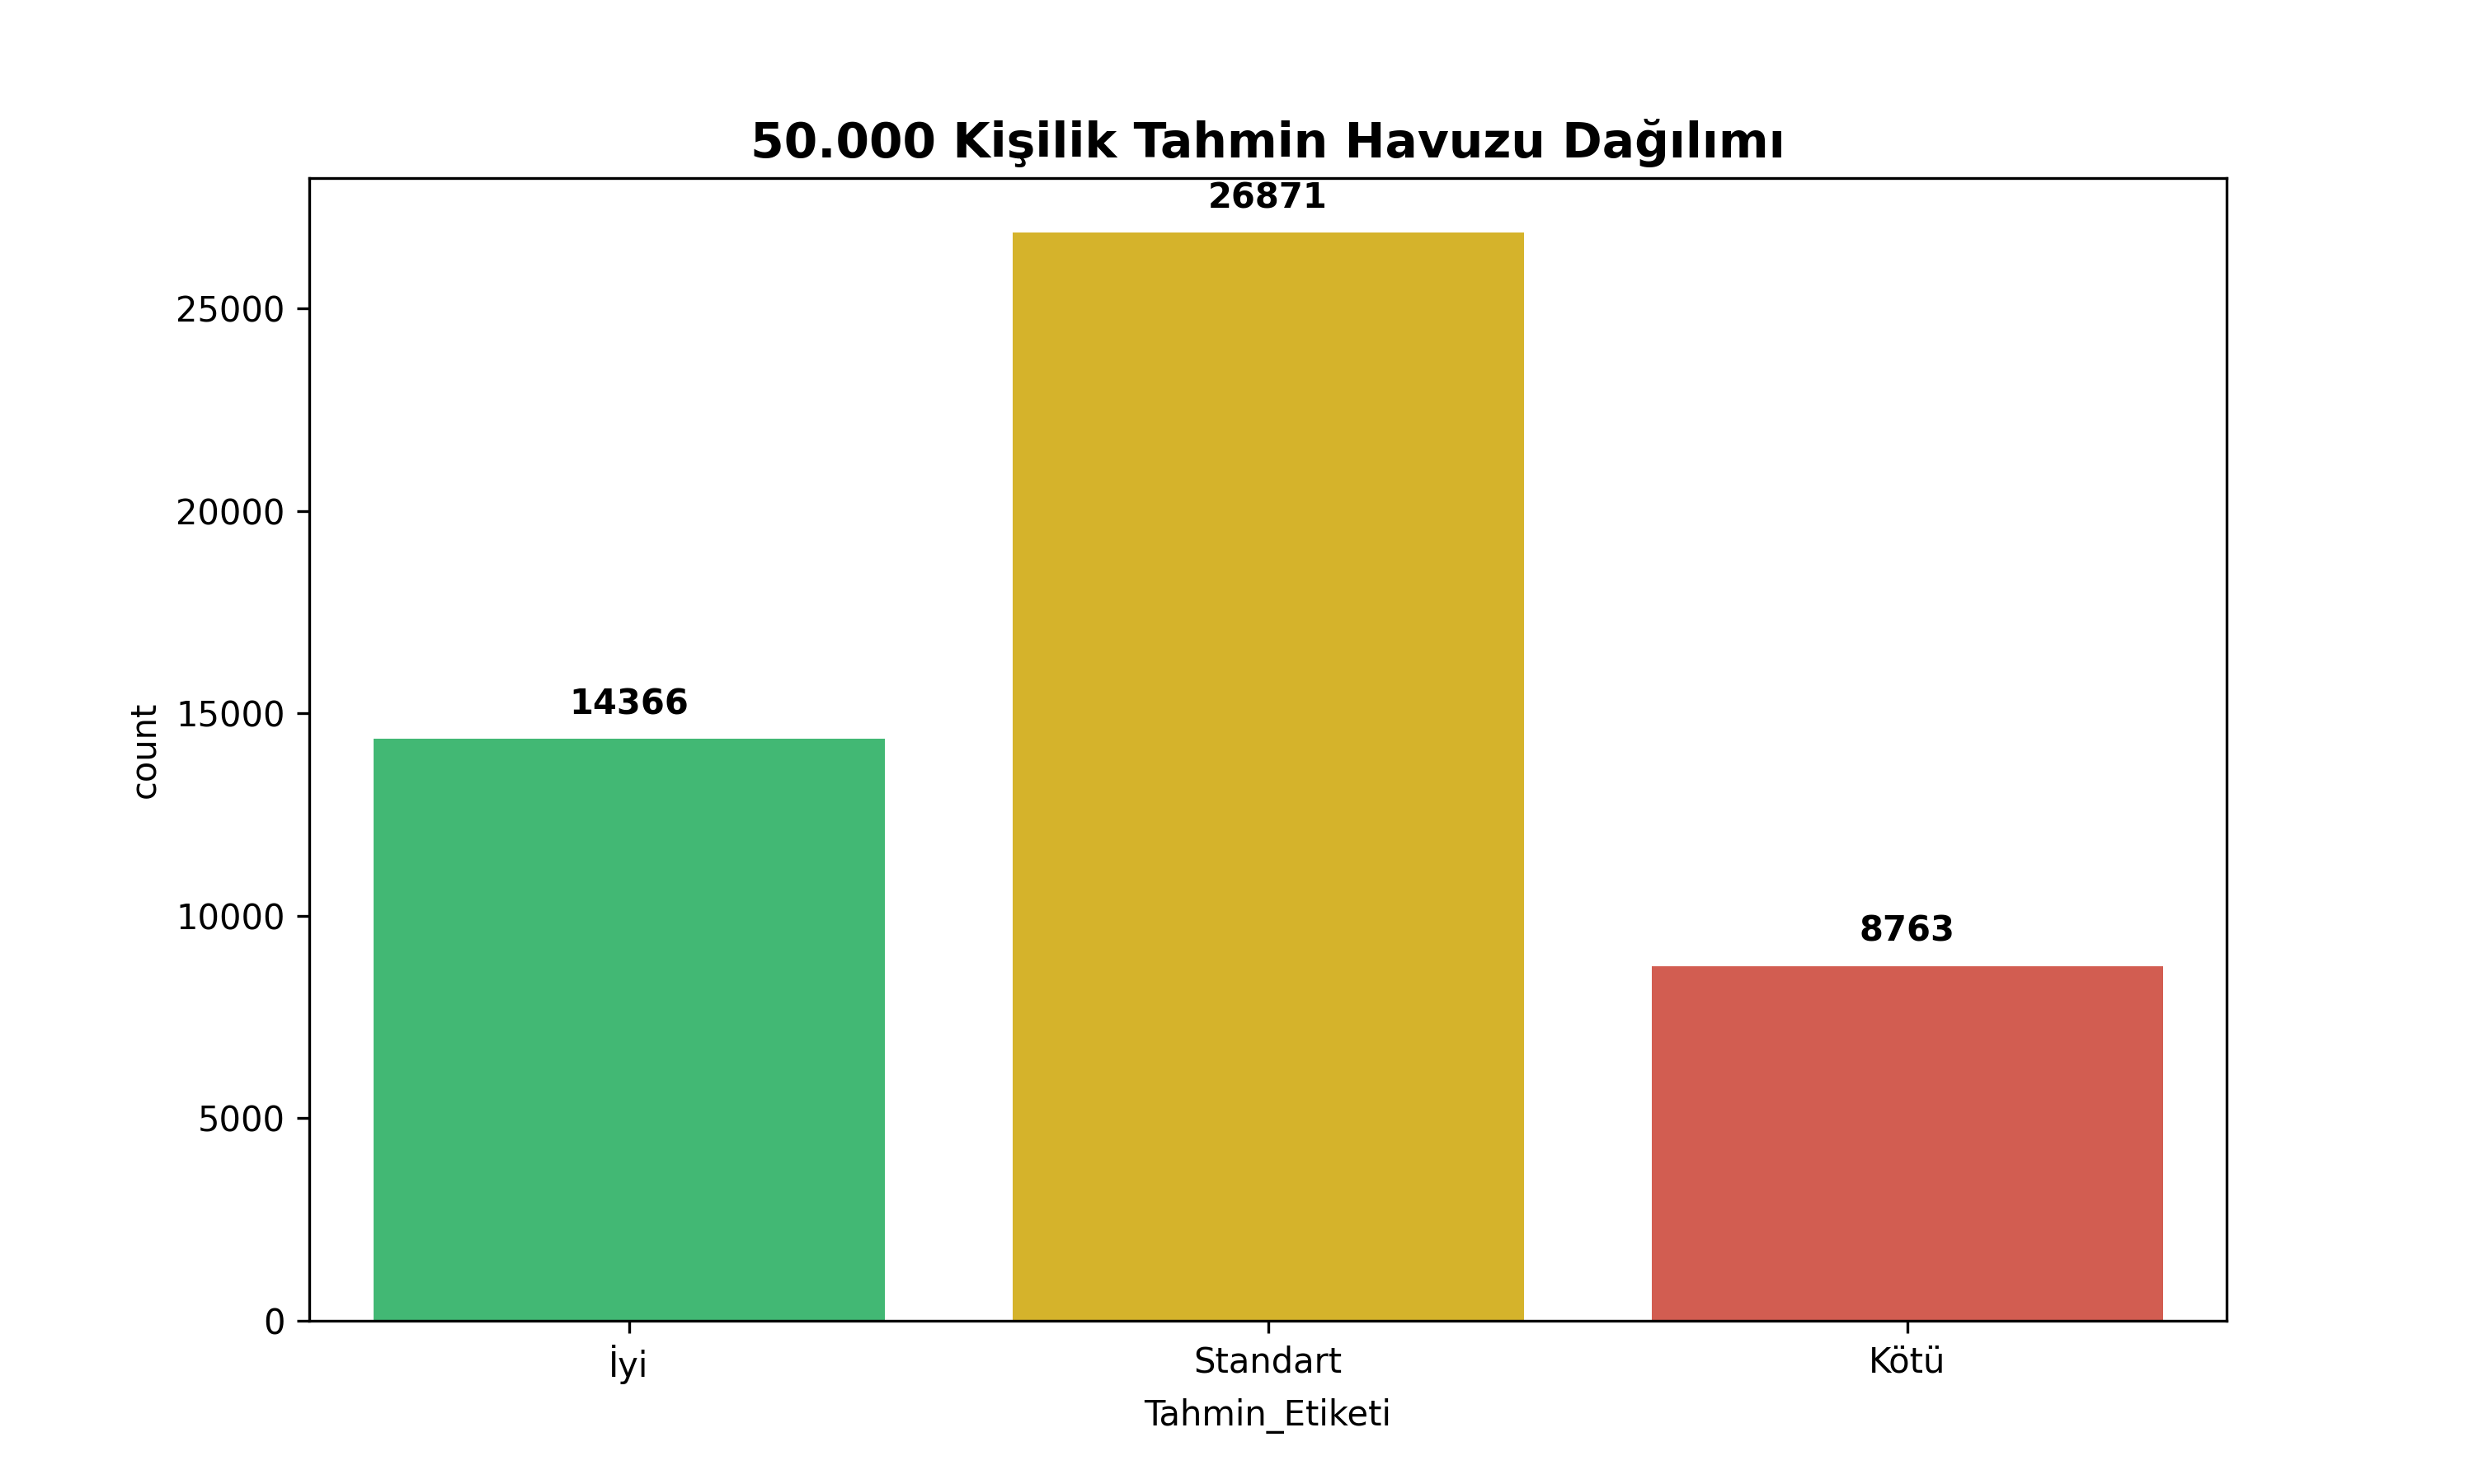 50.000 Kişilik Tahmin Havuzu Dağılımı
26871
25000
20000
14366
15000
count
8763
10000
5000
0
İyi
Standart
Kötü
Tahmin_Etiketi